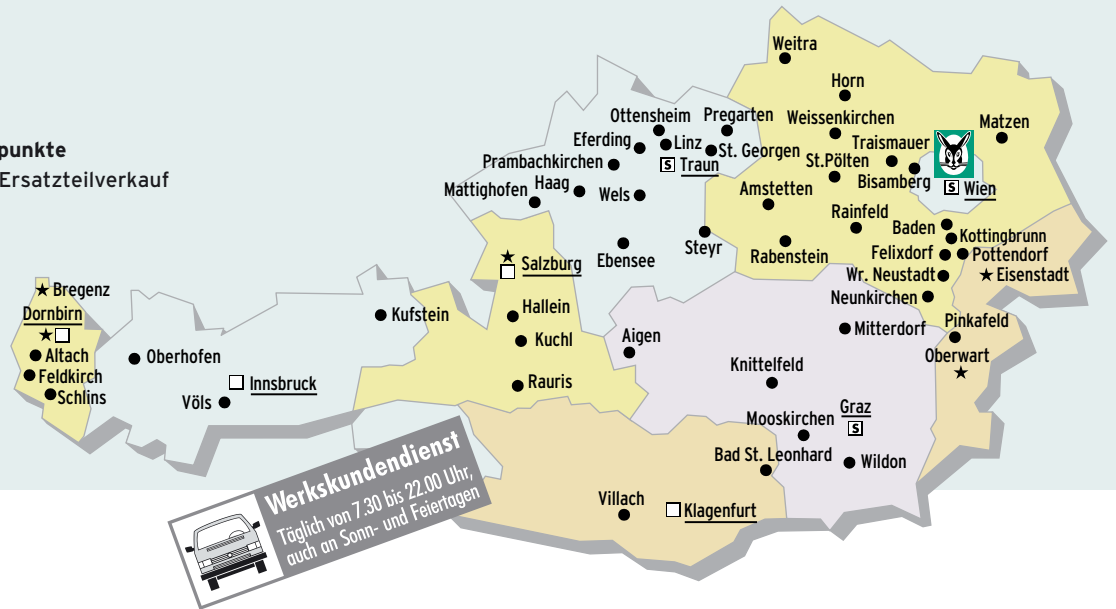 punkte
Ersatzteilverkauf
Weitra
Horn
Ottensheim
Pregarten
Weissenkirchen
Matzen
Eferding
Linz
St. Georgen
Traismauer
Prambachkirchen
S Traun
St.Pölten
Bisamberg
Mattighofen
Haag
Wels
Amstetten
S Wien
Rainfeld
Baden
Kottingbrunn
Steyr
Ebensee
Rabenstein
Felixdorf
Pottendorf
Salzburg
Wr. Neustadt
Eisenstadt
Bregenz
Neunkirchen
Dornbirn
Hallein
Kufstein
Pinkafeld
Aigen
Mitterdorf
Kuchl
Altach
Oberhofen
Oberwart
Knittelfeld
Feldkirch
Innsbruck
Rauris
Schlins
Völs
Mooskirchen
Graz
S
Bad St. Leonhard
Wildon
Villach
Klagenfurt
Werkskundendienst
Täglich von 7.30 bis 22.00 Uhr,
auch an Sonn- und Feiertagen